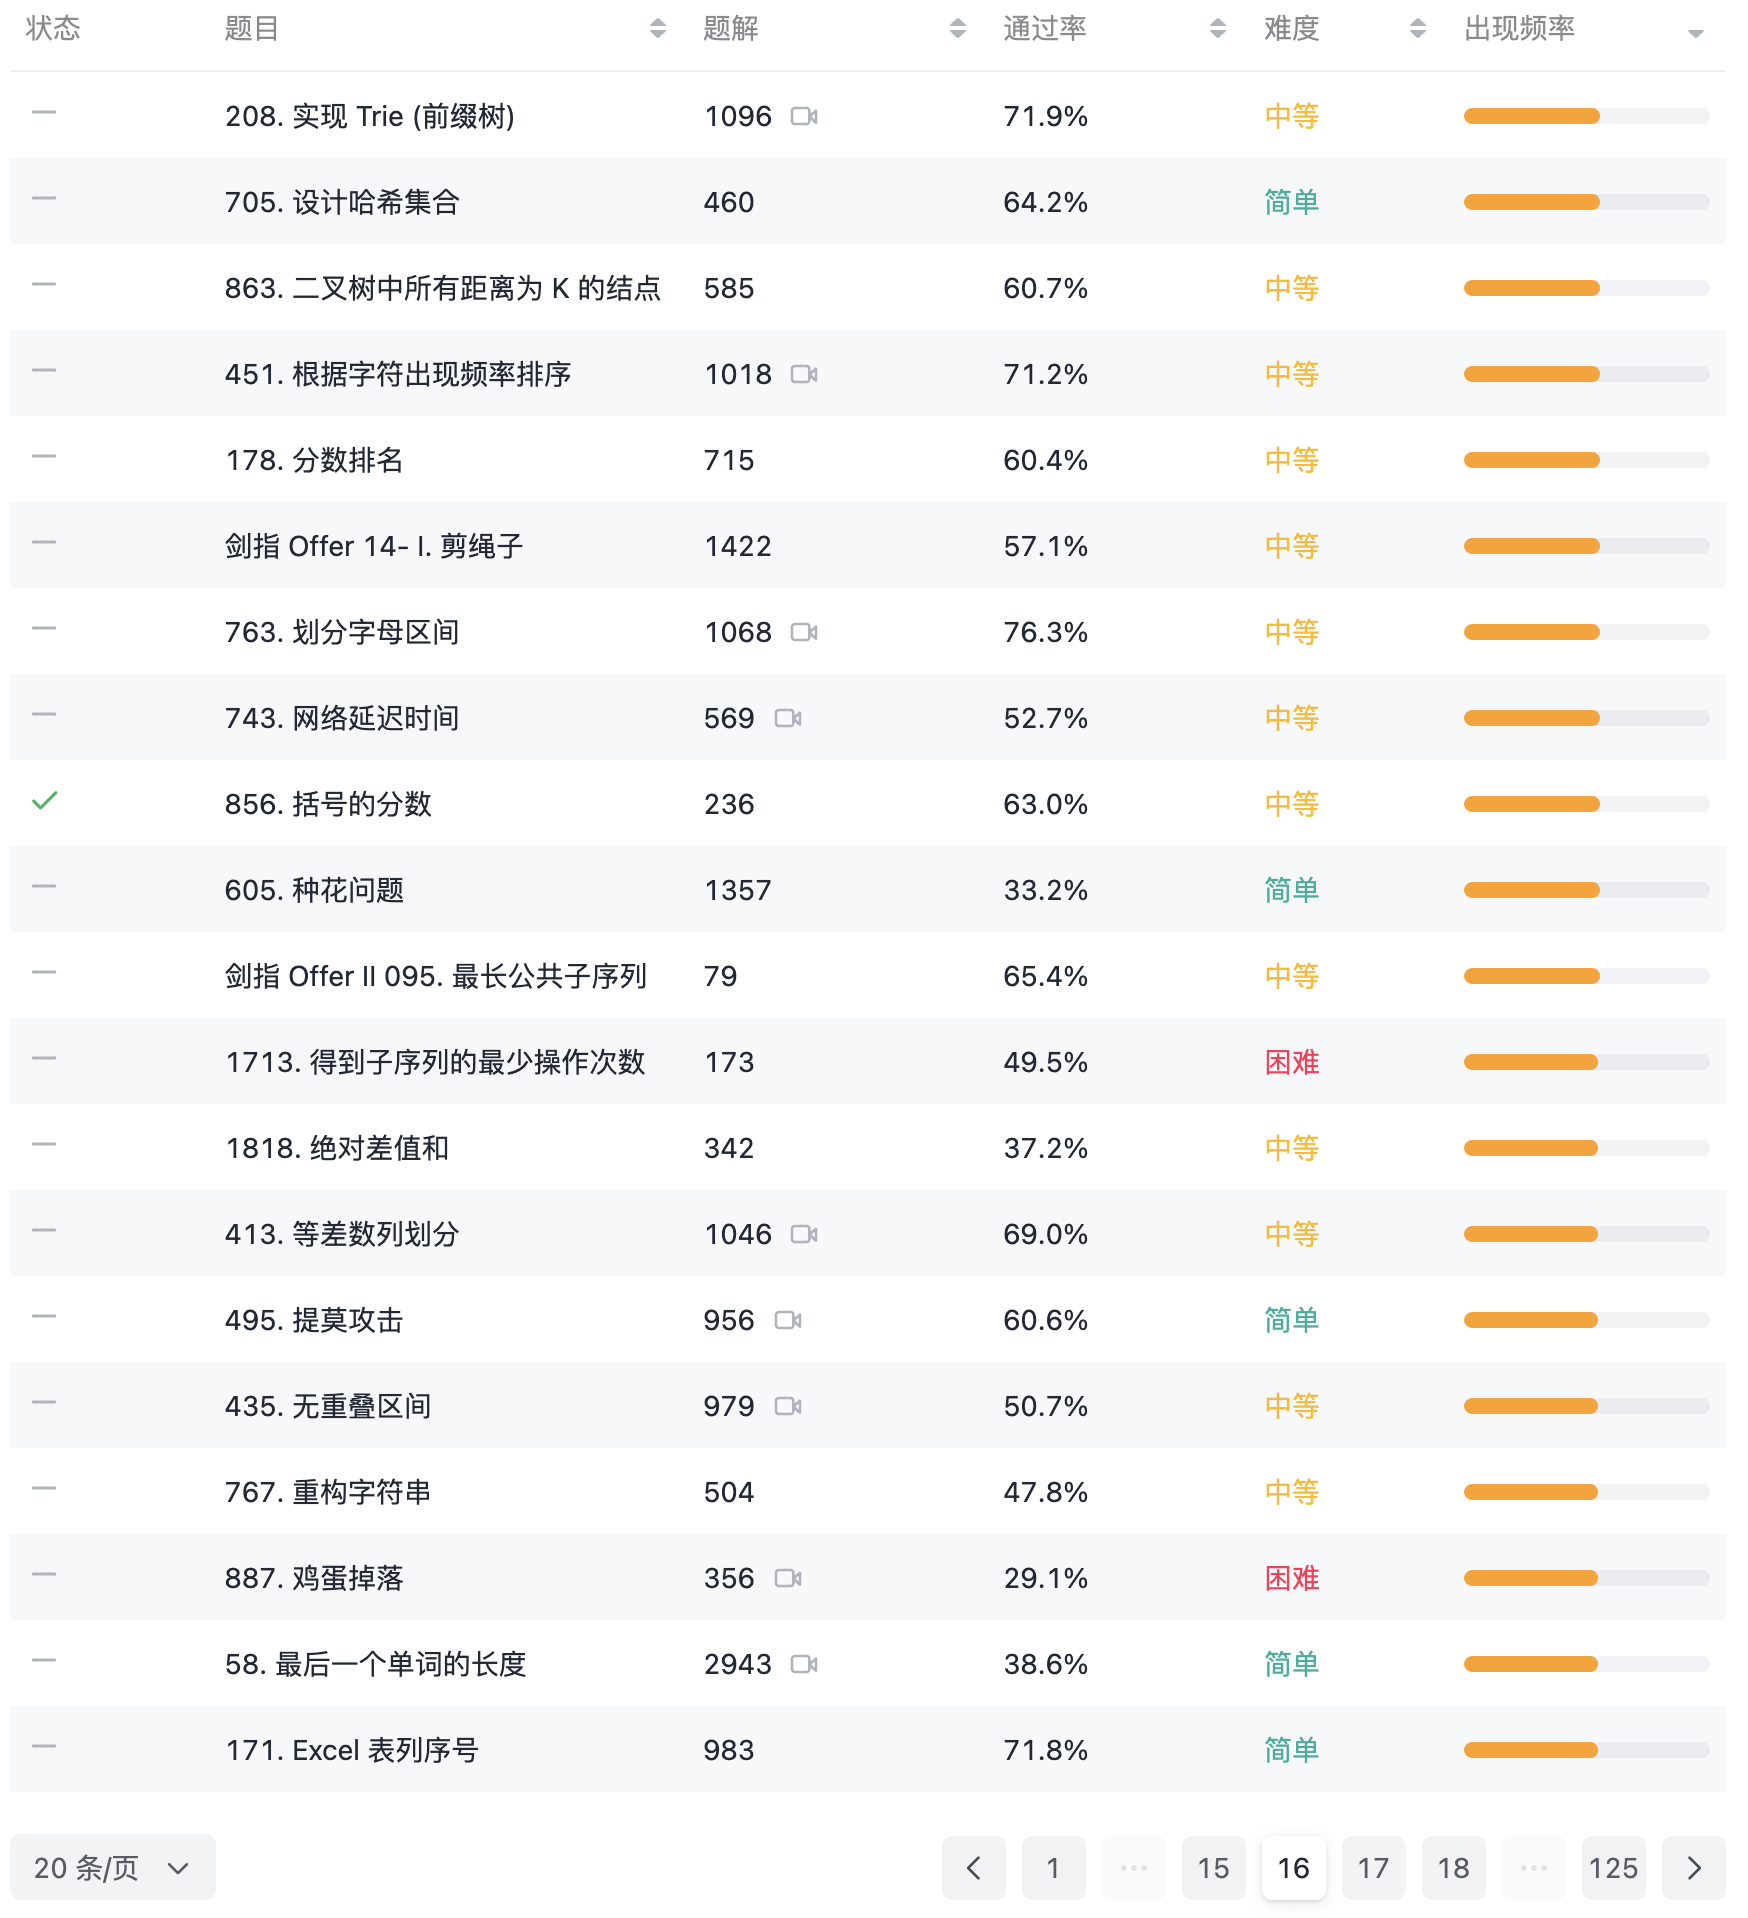 状态 题目 题解 通过率 难度 出现频率
208. 实现 Trie (前缀树) 1096 71.9% 中等
705. 设计哈希集合 460 64.2% 简单
863. 二叉树中所有距离为 K 的结点 585 60.7% 中等
451. 根据字符出现频率排序 1018 71.2% 中等
178. 分数排名 715 60.4% 中等
剑指 Offer 14- I. 剪绳子 1422 57.1% 中等
763. 划分字母区间 1068 76.3% 中等
743. 网络延迟时间 569 52.7% 中等
856. 括号的分数 236 63.0% 中等
605. 种花问题 1357 33.2% 简单
剑指 Offer II 095. 最长公共子序列 79 65.4% 中等
1713. 得到子序列的最少操作次数 173 49.5% 困难
1818. 绝对差值和 342 37.2% 中等
413. 等差数列划分 1046 69.0% 中等
495. 提莫攻击 956 60.6% 简单
435. 无重叠区间 979 50.7% 中等
767. 重构字符串 504 47.8% 中等
887. 鸡蛋掉落 356 29.1% 困难
58. 最后一个单词的长度 2943 38.6% 简单
171. Excel 表列序号 983 71.8% 简单
20 条/页 1 ··· 15 16 17 18 ··· 125